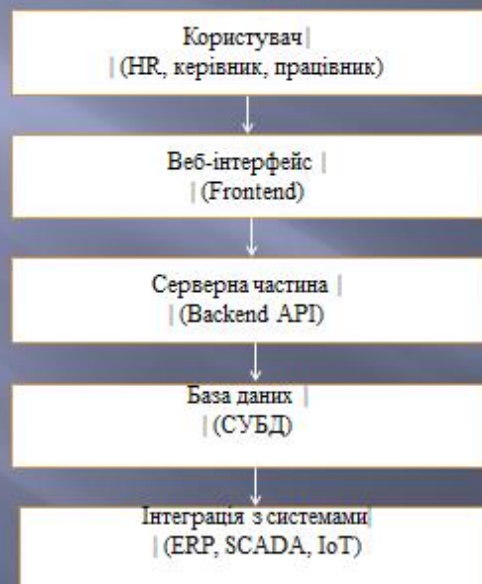 Користувач|
| (HR, керівник, працівник)
Веб-інтерфейс |
| (Frontend)
Серверна частина |
| (Backend API)
База даних |
| (СУБД)
Інтеграція з системами|
| (ERP, SCADA, IoT)